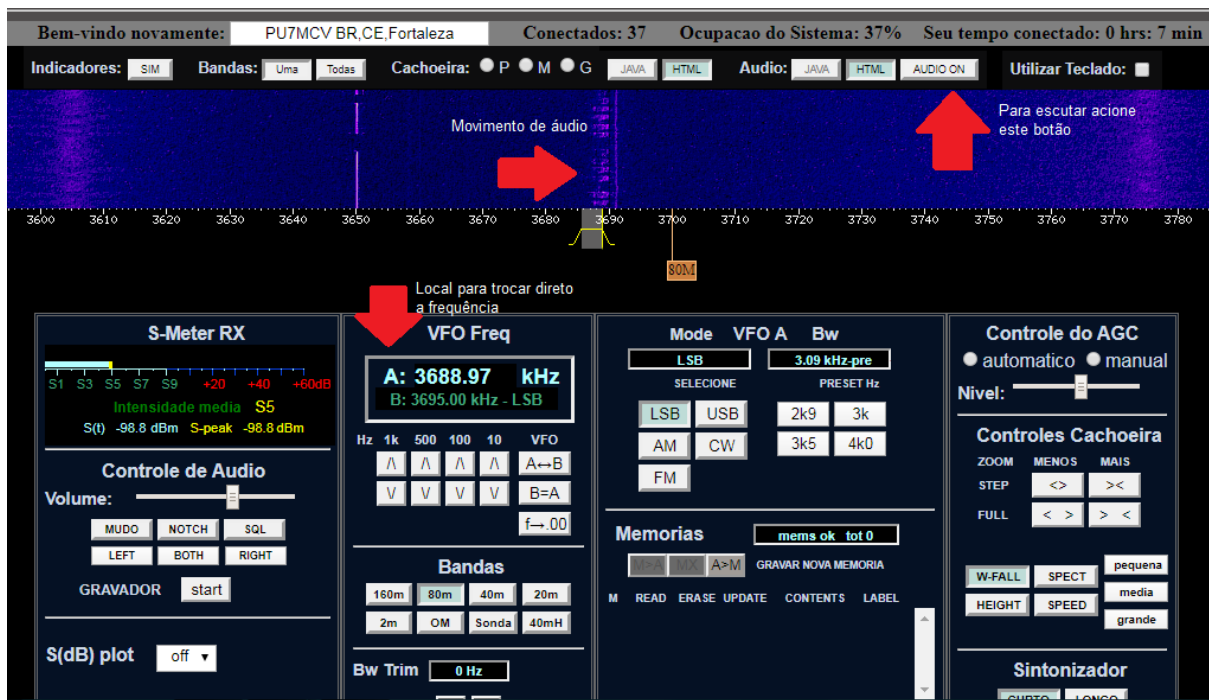 Bem-vindo novamente: PU7MCV BR,CE,Fortaleza Conectados: 37 Ocupacao do Sistema: 37% Seu tempo conectado: 0 hrs: 7 min
Indicadores: SIM Bandas: Uma Todas Cachoeira: P M G JAVA HTML Audio: JAVA HTML AUDIO ON Utilizar Teclado:
Movimento de áudio
Para escutar acione
este botão
3600 3610 3620 3630 3640 3650 3660 3670 3680 3690 3700 3710 3720 3730 3740 3750 3760 3770 3780
80M
Local para trocar direto
a frequência
S-Meter RX
S1 S3 S5 S7 S9 +20 +40 +60dB
Intensidade media S5
S(t) -98.8 dBm S-peak -98.8 dBm
Controle de Audio
Volume:
MUDO NOTCH SQL
LEFT BOTH RIGHT
GRAVADOR start
S(dB) plot off
VFO Freq
A: 3688.97 kHz
B: 3695.00 kHz - LSB
Hz 1k 500 100 10 VFO
/\ /\ /\ /\ A↔B
\/ \/ \/ \/ B=A
f→.00
Bandas
160m 80m 40m 20m
2m OM Sonda 40mH
Bw Trim 0 Hz
Mode VFO A Bw
LSB 3.09 kHz-pre
SELECIONE PRESET Hz
LSB USB 2k9 3k
AM CW 3k5 4k0
FM
Memorias mems ok tot 0
M>A MX A>M GRAVAR NOVA MEMORIA
M READ ERASE UPDATE CONTENTS LABEL
Controle do AGC
automatico manual
Nivel:
Controles Cachoeira
ZOOM MENOS MAIS
STEP <> ><
FULL < > > <
W-FALL SPECT pequena
HEIGHT SPEED media
grande
Sintonizador
CURTO LONGO